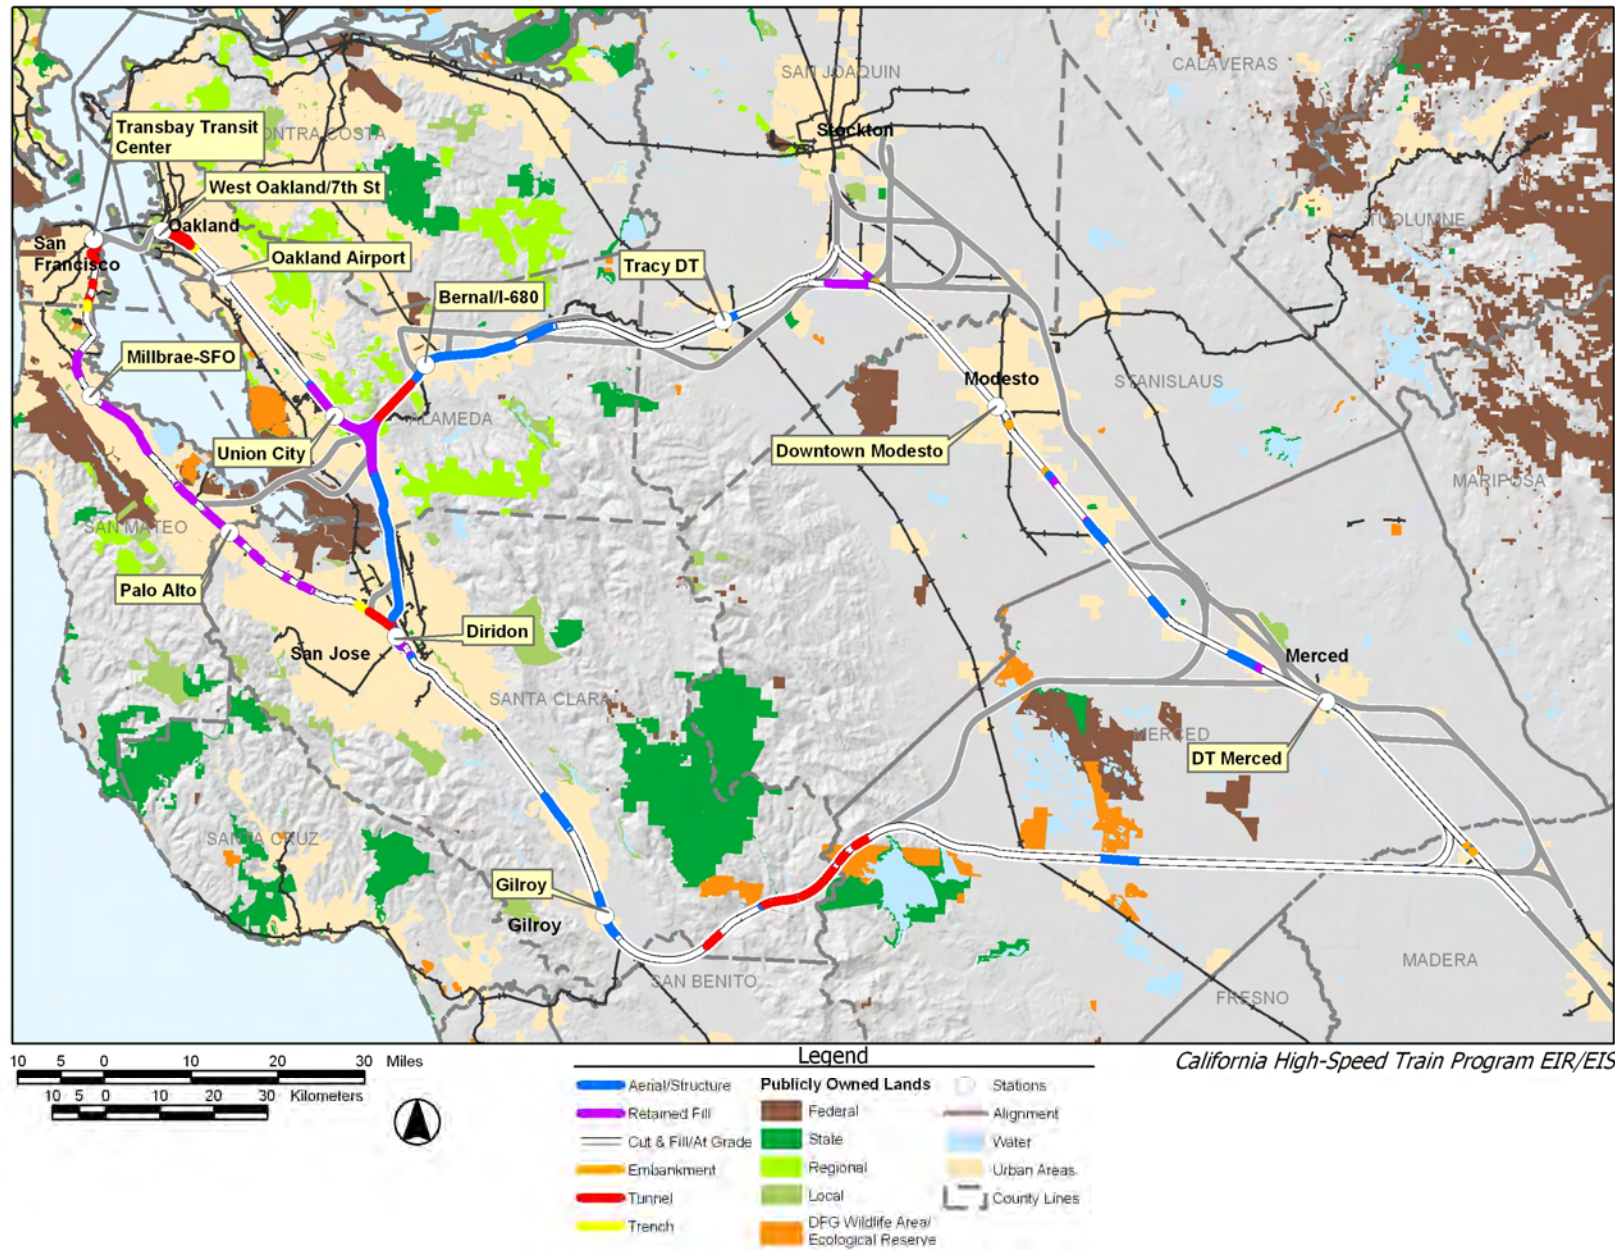 SAN JOAQUIN
CALAVERAS
Transbay Transit
Center
ONTRA COSTA
Stockton
West Oakland/7th St
Oakland
TUOLUMNE
San
Francisco
Oakland Airport
Tracy DT
Bernal/I-680
Millbrae-SFO
Modesto
STANISLAUS
ALAMEDA
Union City
Downtown Modesto
MARIPOSA
SAN MATEO
Palo Alto
Diridon
San Jose
Merced
SANTA CLARA
MERCED
DT Merced
SANTA CRUZ
Gilroy
Gilroy
MADERA
SAN BENITO
FRESNO
10 5 0 10 20 30 Miles
10 5 0 10 20 30 Kilometers
Legend
California High-Speed Train Program EIR/EIS
Aerial/Structure
Retained Fill
Cut & Fill/At Grade
Embankment
Tunnel
Trench
Publicly Owned Lands
Federal
State
Regional
Local
DFG Wildlife Area/
Ecological Reserve
Stations
Alignment
Water
Urban Areas
County Lines